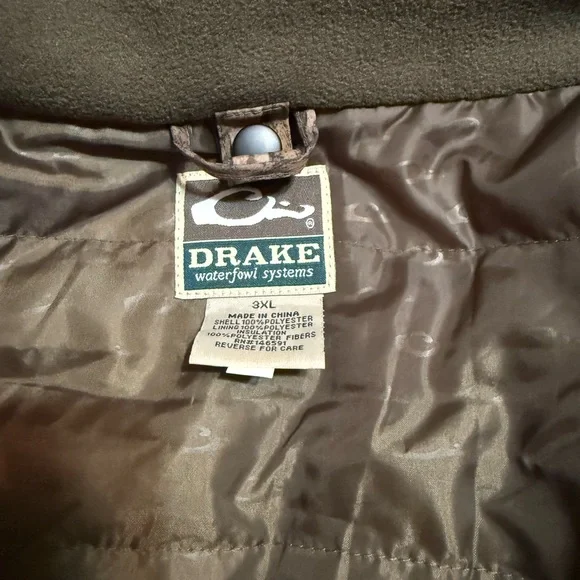 ®
DRAKE
waterfowl systems
3XL
MADE IN CHINA
SHELL 100%POLYESTER
LINING 100%POLYESTER
INSULATION
100%POLYESTER FIBERS
RN#146591
REVERSE FOR CARE